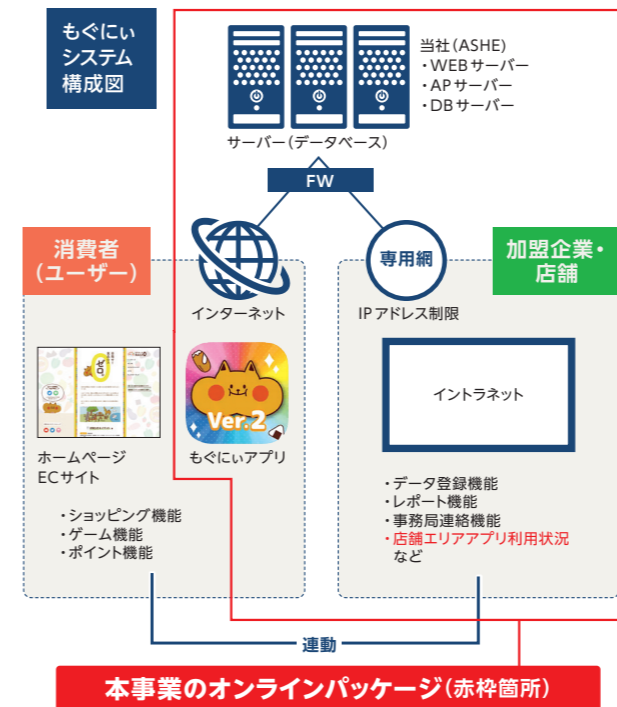 もぐにぃ
システム
構成図
当社(ASHE)
・WEBサーバー
・APサーバー
・DBサーバー
サーバー(データベース)
FW
消費者
(ユーザー)
インターネット
専用網
IPアドレス制限
加盟企業・
店舗
ゼロ。
Ver.2
イントラネット
ホームページ
ECサイト
もぐにぃアプリ
・ショッピング機能
・ゲーム機能
・ポイント機能
・データ登録機能
・レポート機能
・事務局連絡機能
・店舗エリアアプリ利用状況
など
連動
本事業のオンラインパッケージ(赤枠箇所)